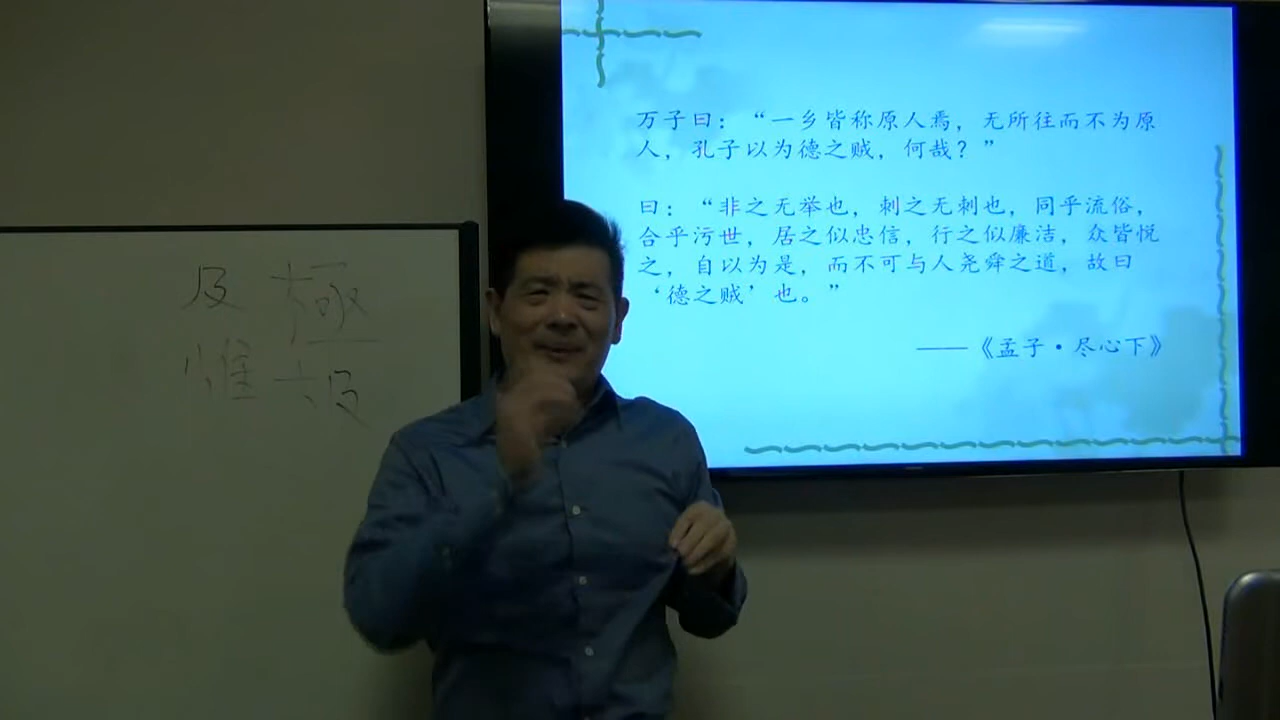 万子曰：“一乡皆称原人焉，无所往而不为原
人，孔子以为德之贼，何哉？”
曰：“非之无举也，刺之无刺也，同乎流俗，
合乎污世，居之似忠信，行之似廉洁，众皆悦
之，自以为是，而不可与人尧舜之道，故曰
‘德之贼’也。”
——《孟子·尽心下》
及 極
惟 极